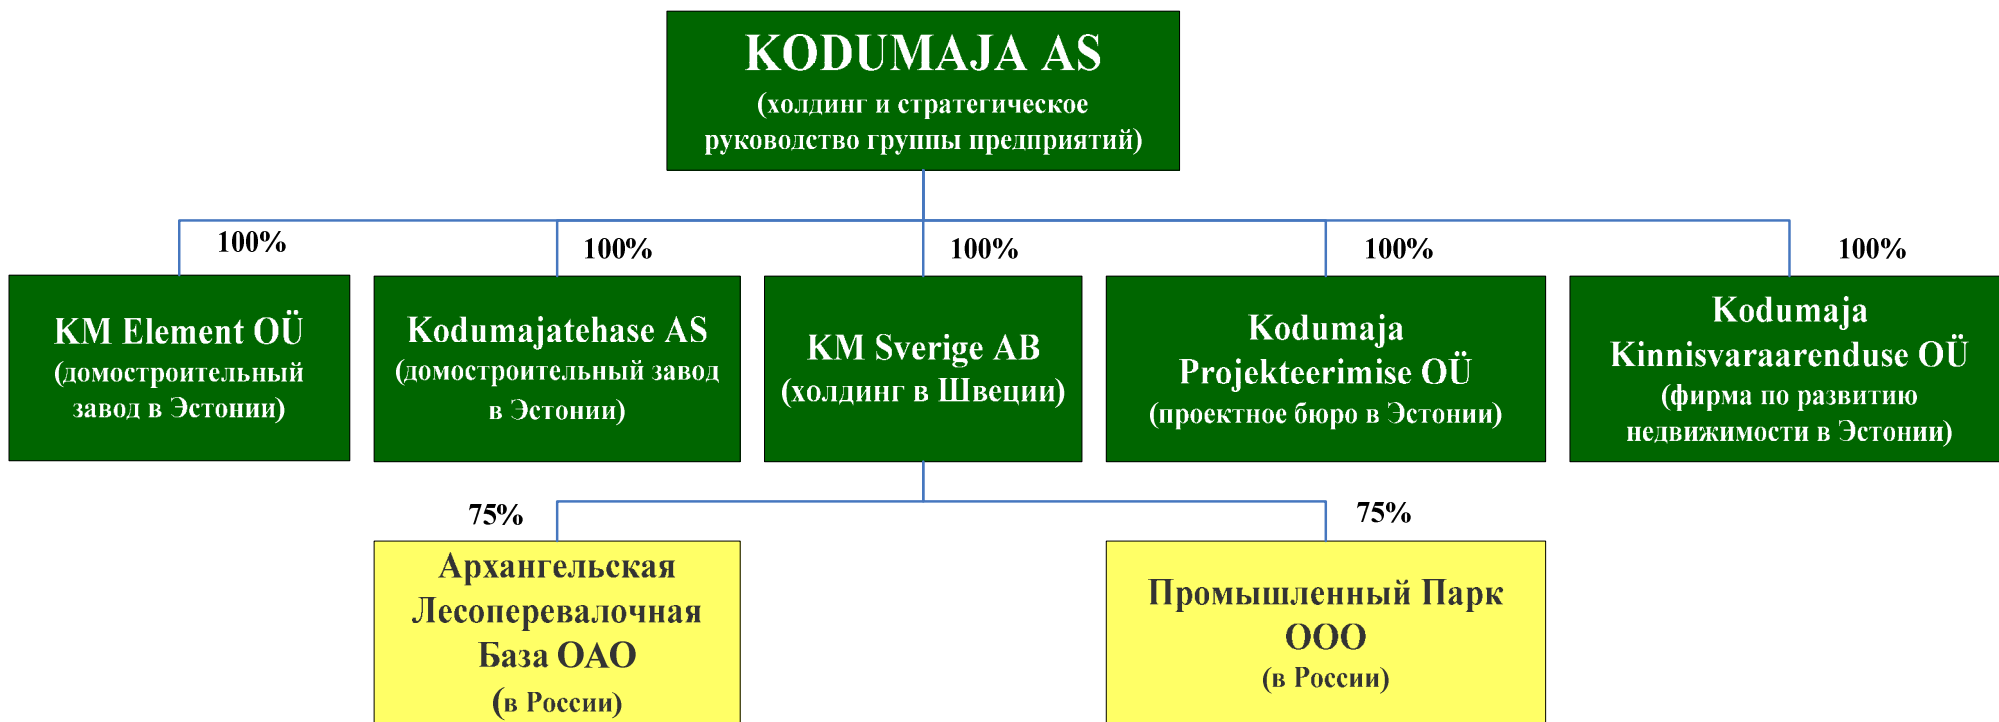 KODUMAJA AS
(холдинг и стратегическое
руководство группы предприятий)
100%
100%
100%
100%
100%
KM Element OÜ
(домостроительный
завод в Эстонии)
Kodumajatehase AS
(домостроительный завод
в Эстонии)
KM Sverige AB
(холдинг в Швеции)
Kodumaja
Projekteerimise OÜ
(проектное бюро в Эстонии)
Kodumaja
Kinnisvaraarenduse OÜ
(фирма по развитию
недвижимости в Эстонии)
75%
75%
Архангельская
Лесоперевалочная
База ОАО
(в России)
Промышленный Парк
ООО
(в России)